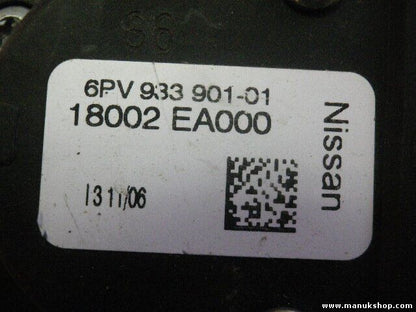 6PV 933 901-01
18002 EA000
1311/06
Nissan
www.manukshop.com